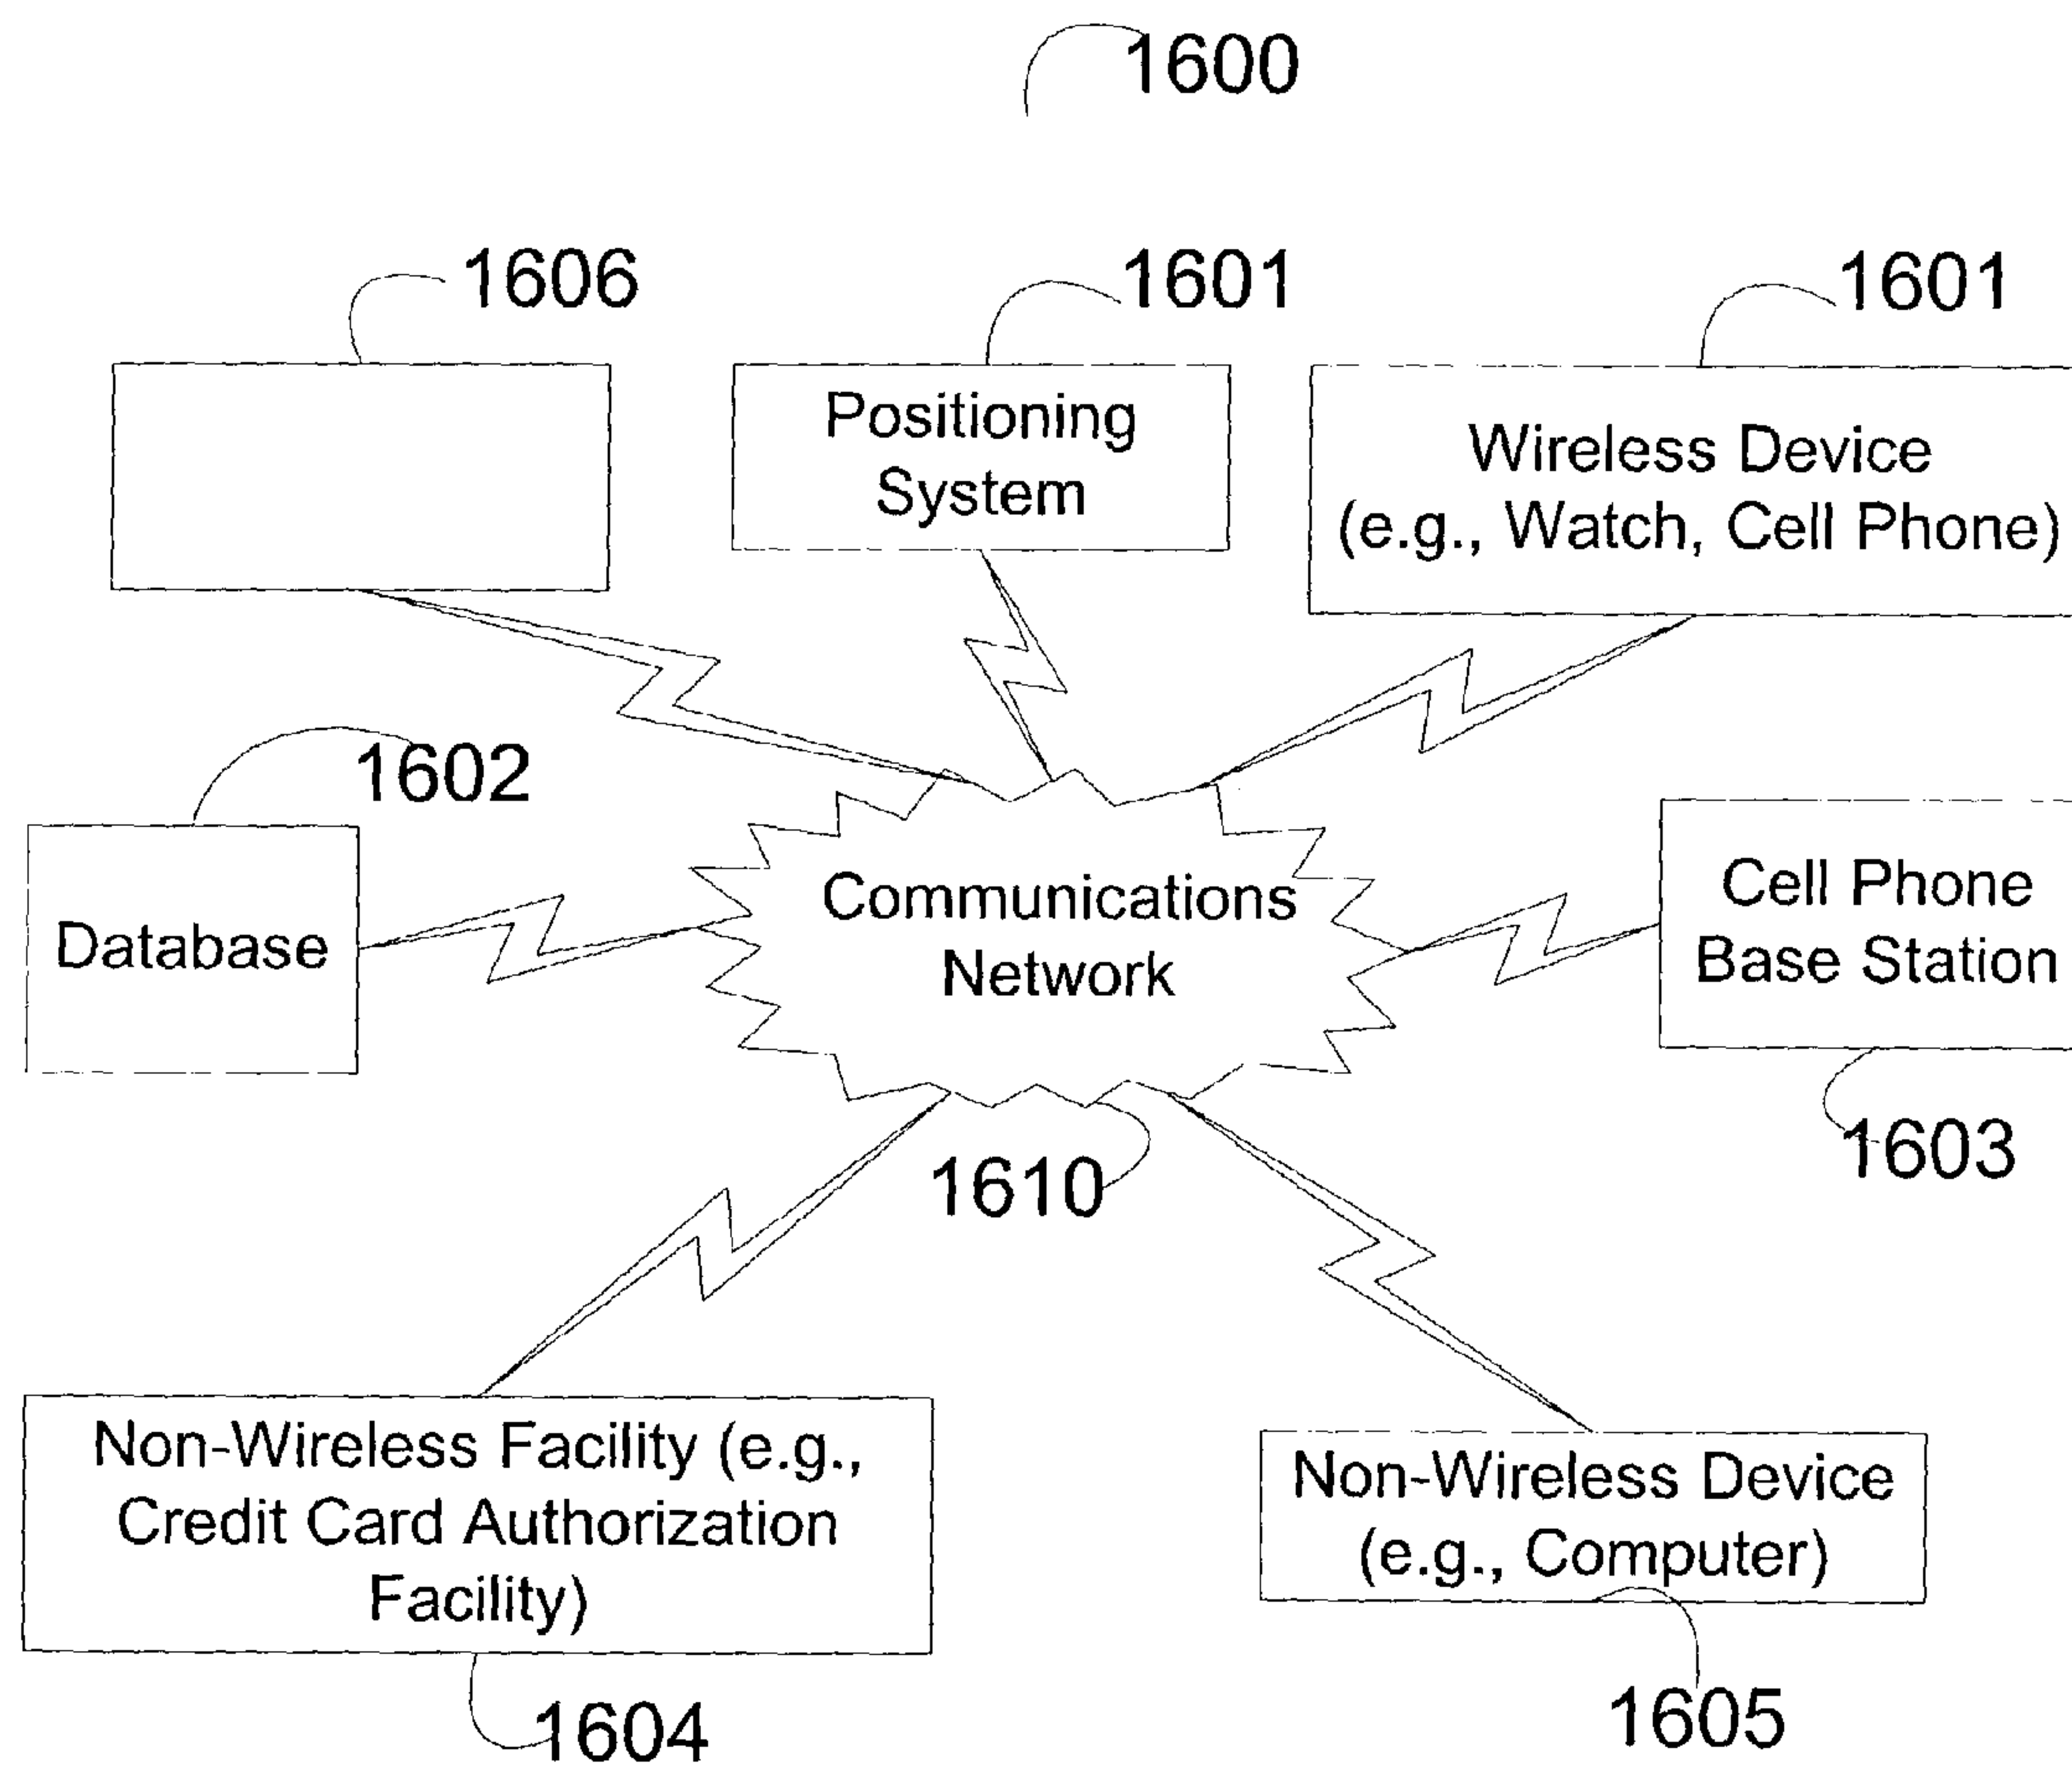 1600
1606
1601
1601
Positioning
System
Wireless Device
(e.g., Watch, Cell Phone)
1602
Database
Communications
Network
Cell Phone
Base Station
1603
1610
Non-Wireless Facility (e.g.,
Credit Card Authorization
Facility)
Non-Wireless Device
(e.g., Computer)
1604
1605